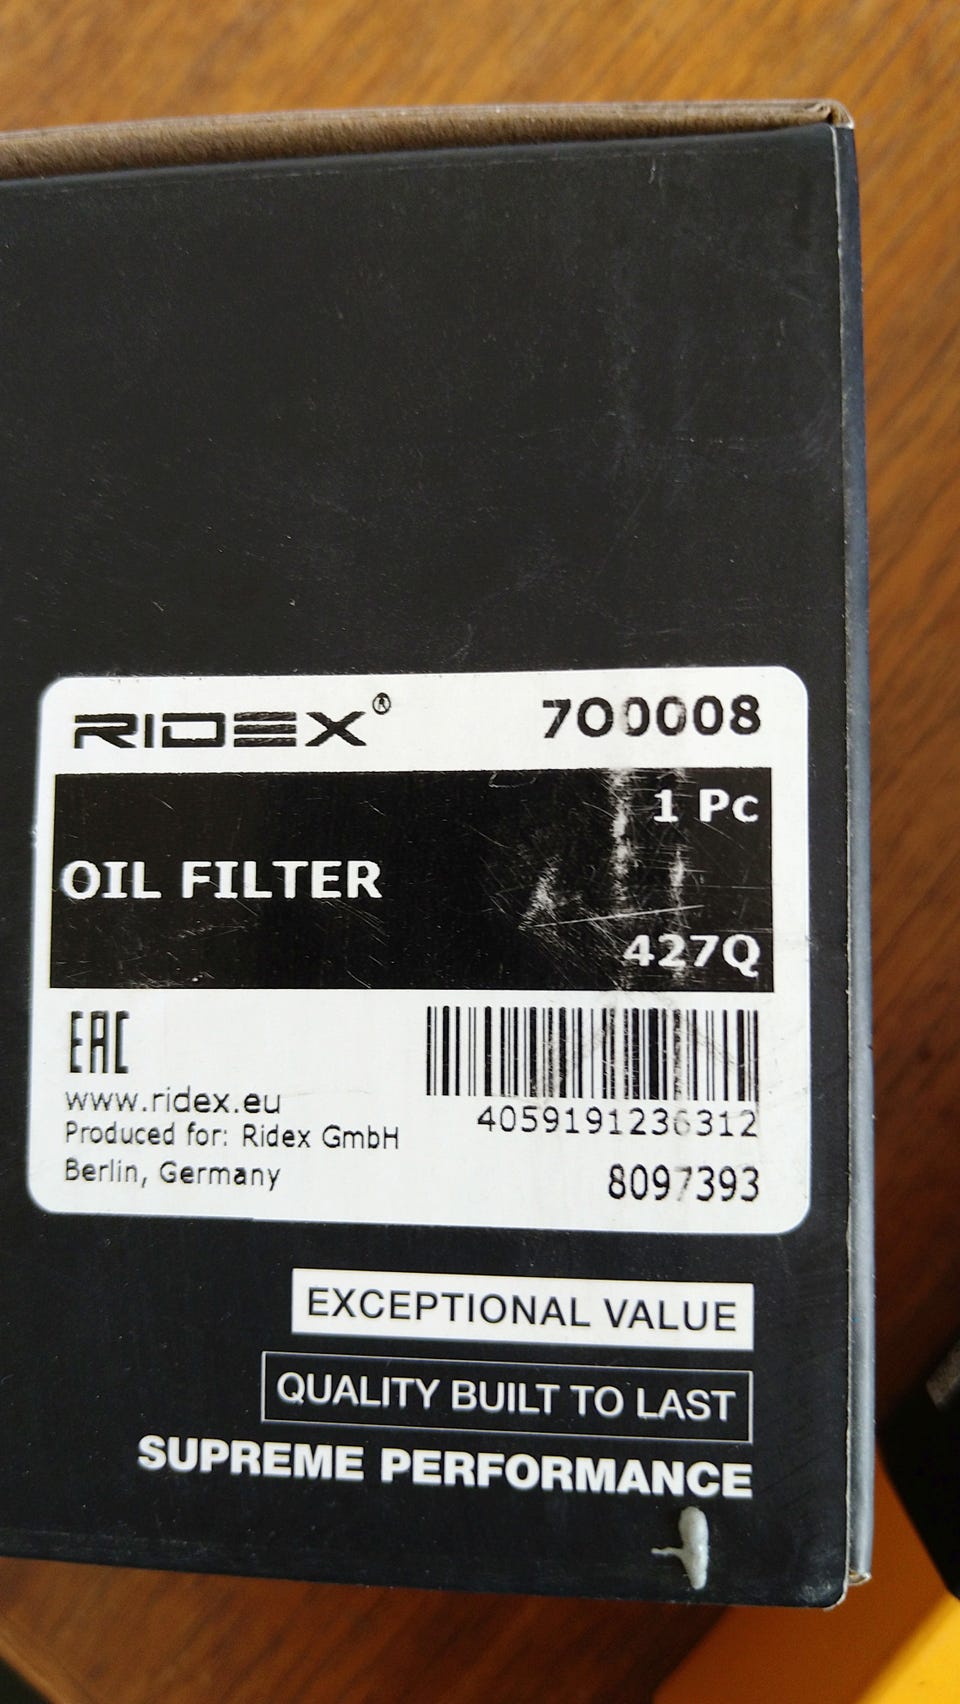 RIDEX® 7O0008
1 Pc
OIL FILTER
427Q
EAC
www.ridex.eu
Produced for: Ridex GmbH
Berlin, Germany
4059191236312
8097393
EXCEPTIONAL VALUE
QUALITY BUILT TO LAST
SUPREME PERFORMANCE